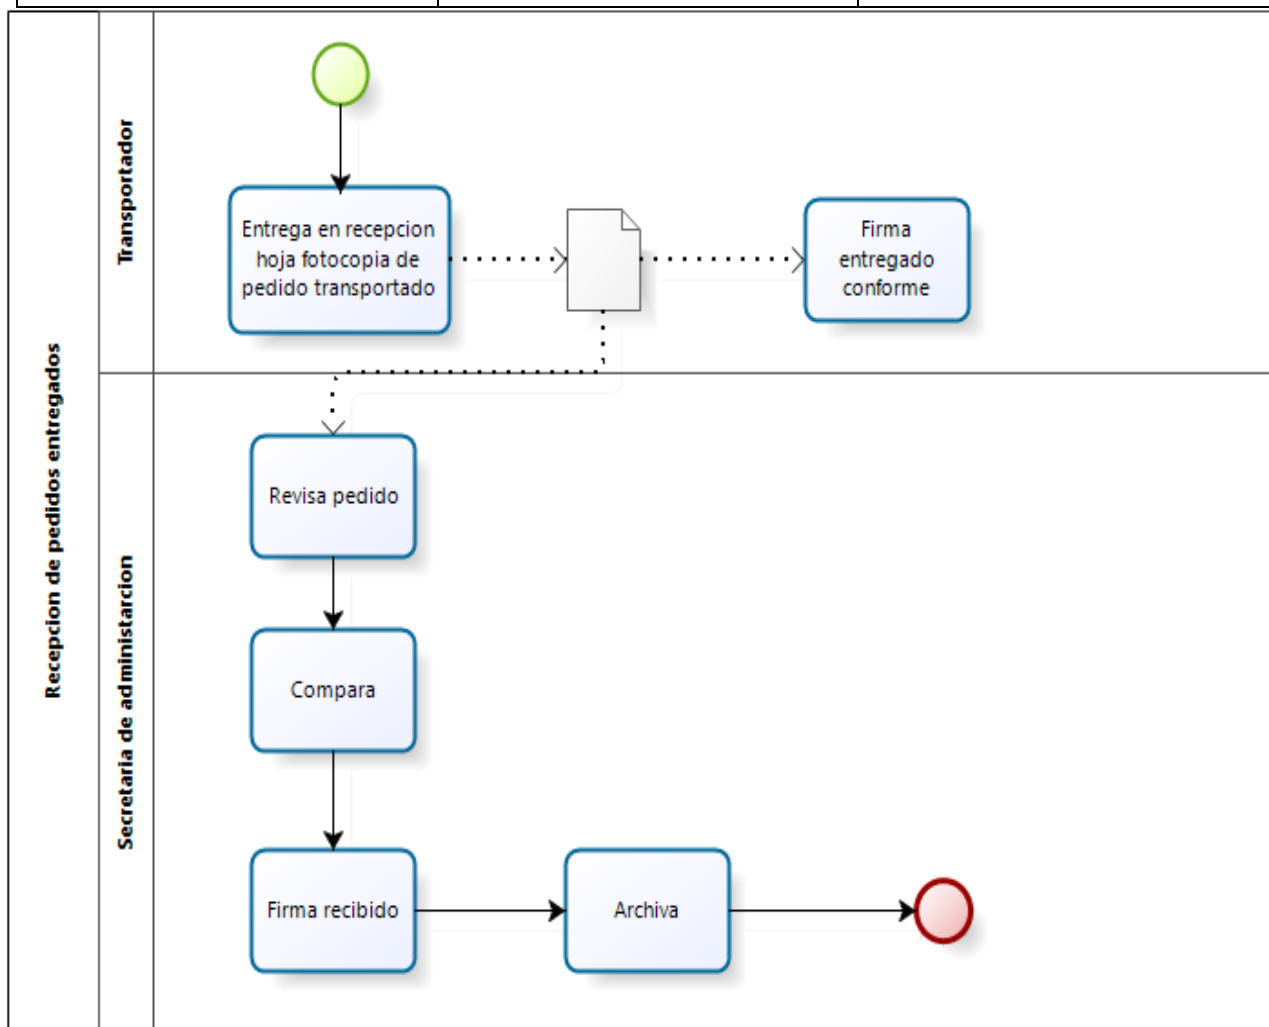 Recepcion de pedidos entregados
Transportador
Entrega en recepcion
hoja fotocopia de
pedido transportado
Firma
entregado
conforme
Secretaria de administarcion
Revisa pedido
Compara
Firma recibido
Archiva